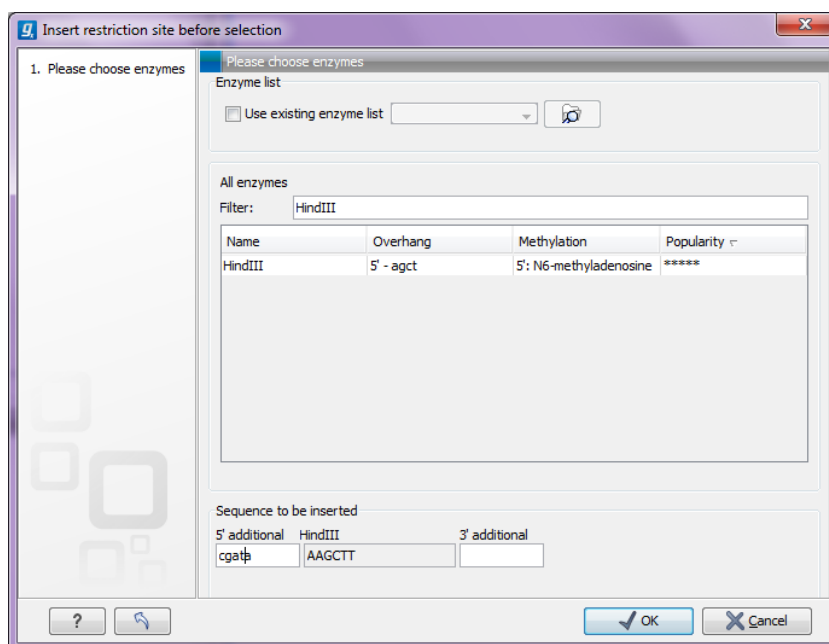 Insert restriction site before selection
1. Please choose enzymes
Please choose enzymes
Enzyme list
Use existing enzyme list
All enzymes
Filter: HindIII
Name Overhang Methylation Popularity
HindIII 5' - agct 5': N6-methyladenosine *****
Sequence to be inserted
5' additional HindIII 3' additional
cgata AAGCTT
? OK Cancel